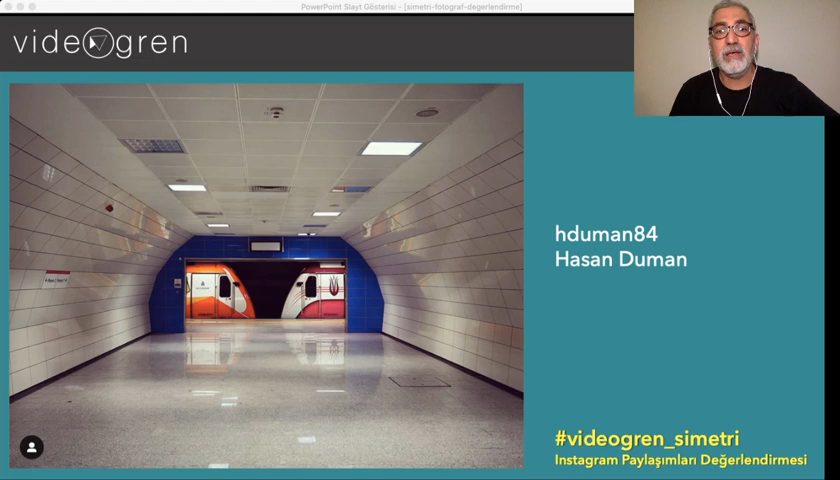 PowerPoint Slayt Gösterisi - [simetri-fotograf-degerlendirme]
videogren
hduman84
Hasan Duman
#videogren_simetri
Instagram Paylaşımları Değerlendirmesi